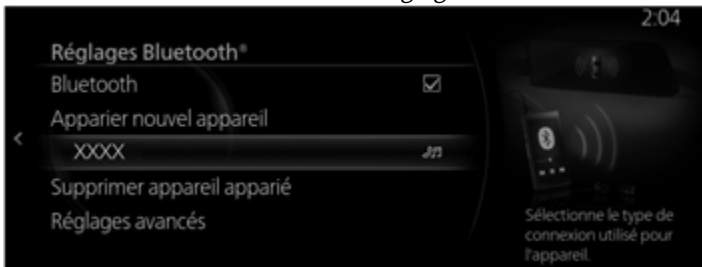 2:04
Réglages Bluetooth®
Bluetooth
Apparier nouvel appareil
XXXX
Supprimer appareil apparié
Réglages avancés
Sélectionne le type de
connexion utilisé pour
l'appareil.